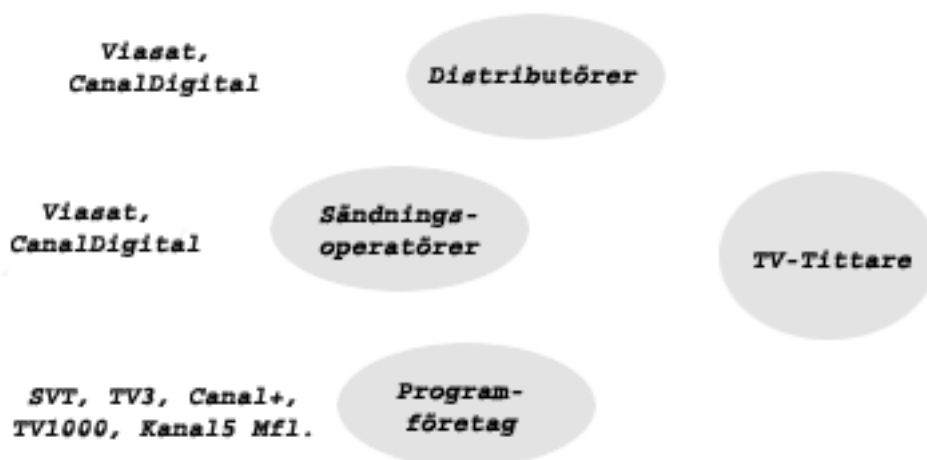 Viasat,
CanalDigital
Distributörer
Viasat,
CanalDigital
Sändnings-
operatörer
TV-Tittare
SVT, TV3, Canal+,
TV1000, Kanal5 Mfl.
Program-
företag